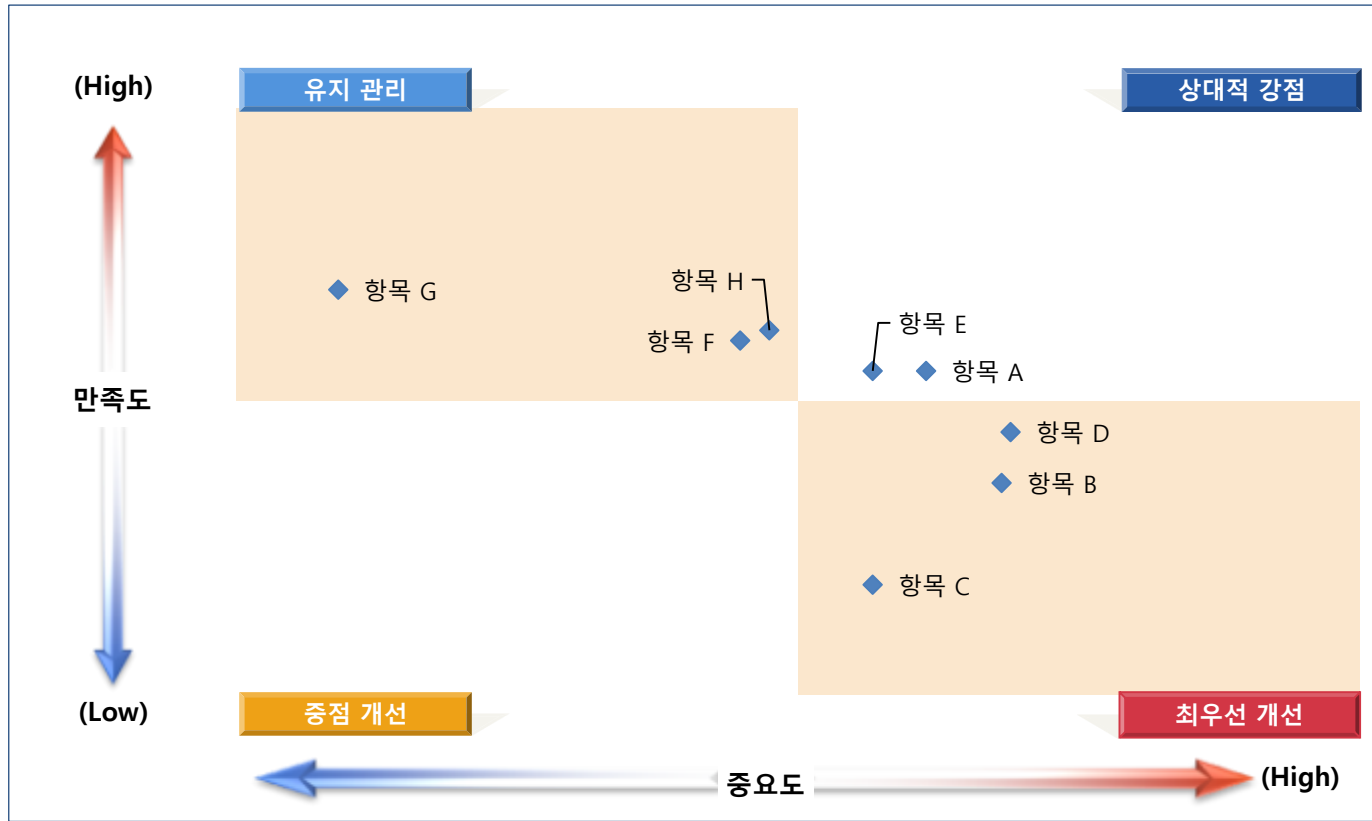 (High)
유지 관리
상대적 강점
항목 H
항목 G
항목 E
항목 F
항목 A
만족도
항목 D
항목 B
항목 C
(Low)
중점 개선
최우선 개선
중요도
(High)